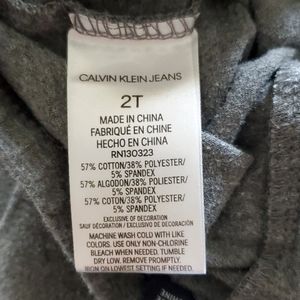 CALVIN KLEIN JEANS
2T
MADE IN CHINA
FABRIQUÉ EN CHINE
HECHO EN CHINA
RN130323
57% COTTON/38% POLYESTER/
5% SPANDEX
57% ALGODON/38% POLIESTER/
5% SPANDEX
57% COTON/38% POLYESTER/
5% SPANDEX
EXCLUSIVE OF DECORATION
SAUF DÉCORATION / EXCLUSIVO DE DECORACIÓN
MACHINE WASH COLD WITH LIKE
COLORS. USE ONLY NON-CHLORINE
BLEACH WHEN NEEDED. TUMBLE
DRY LOW. REMOVE IMMEDIATELY.
IRON ON LOWEST SETTING IF NEEDED.